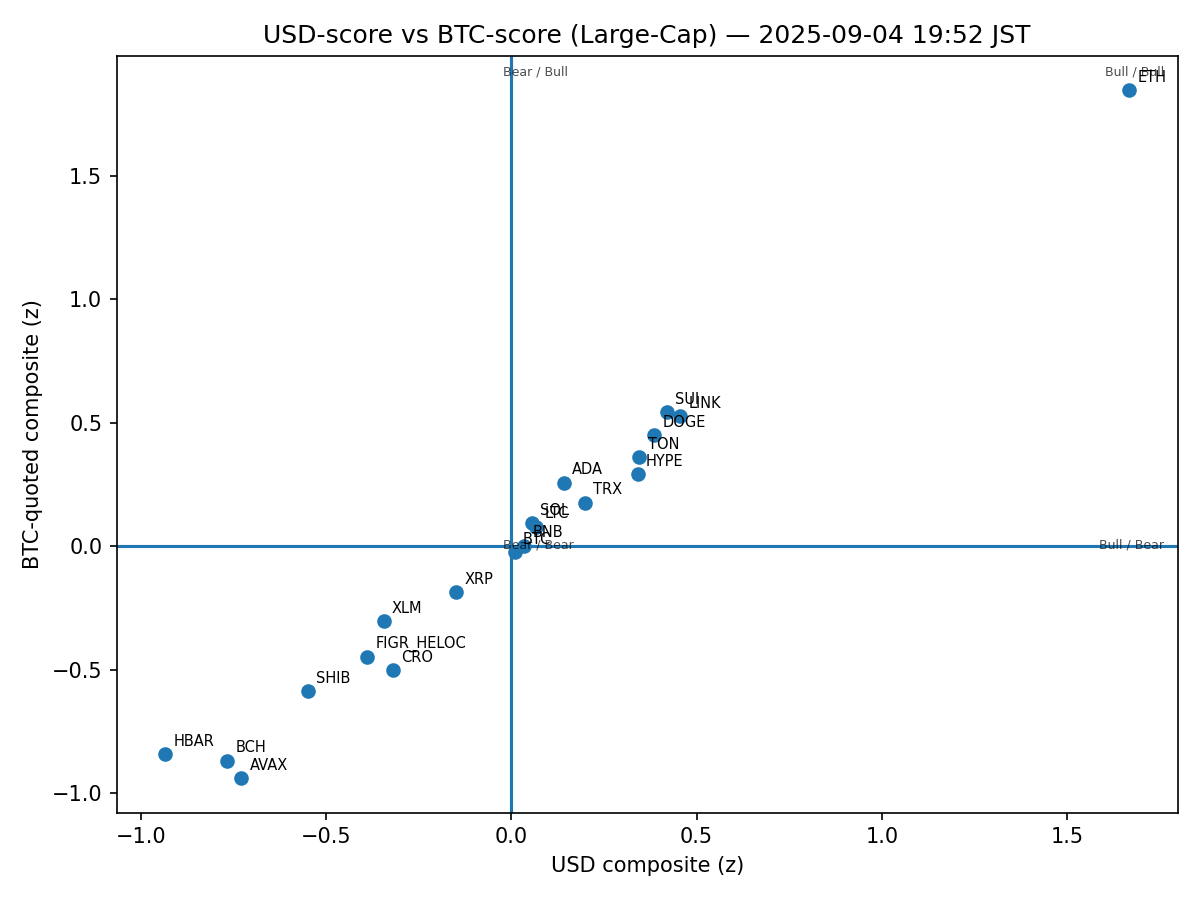 USD-score vs BTC-score (Large-Cap) — 2025-09-04 19:52 JST
Bear / Bull
Bull / Bull
ETH
1.5
1.0
SUI
LINK
0.5
DOGE
TON
HYPE
ADA
TRX
SOL
LTC
BNB
BTC
0.0
Bear / Bear
Bull / Bear
XRP
XLM
FIGR_HELOC
CRO
−0.5
SHIB
HBAR
BCH
AVAX
−1.0
−1.0
−0.5
0.0
0.5
1.0
1.5
USD composite (z)
BTC-quoted composite (z)